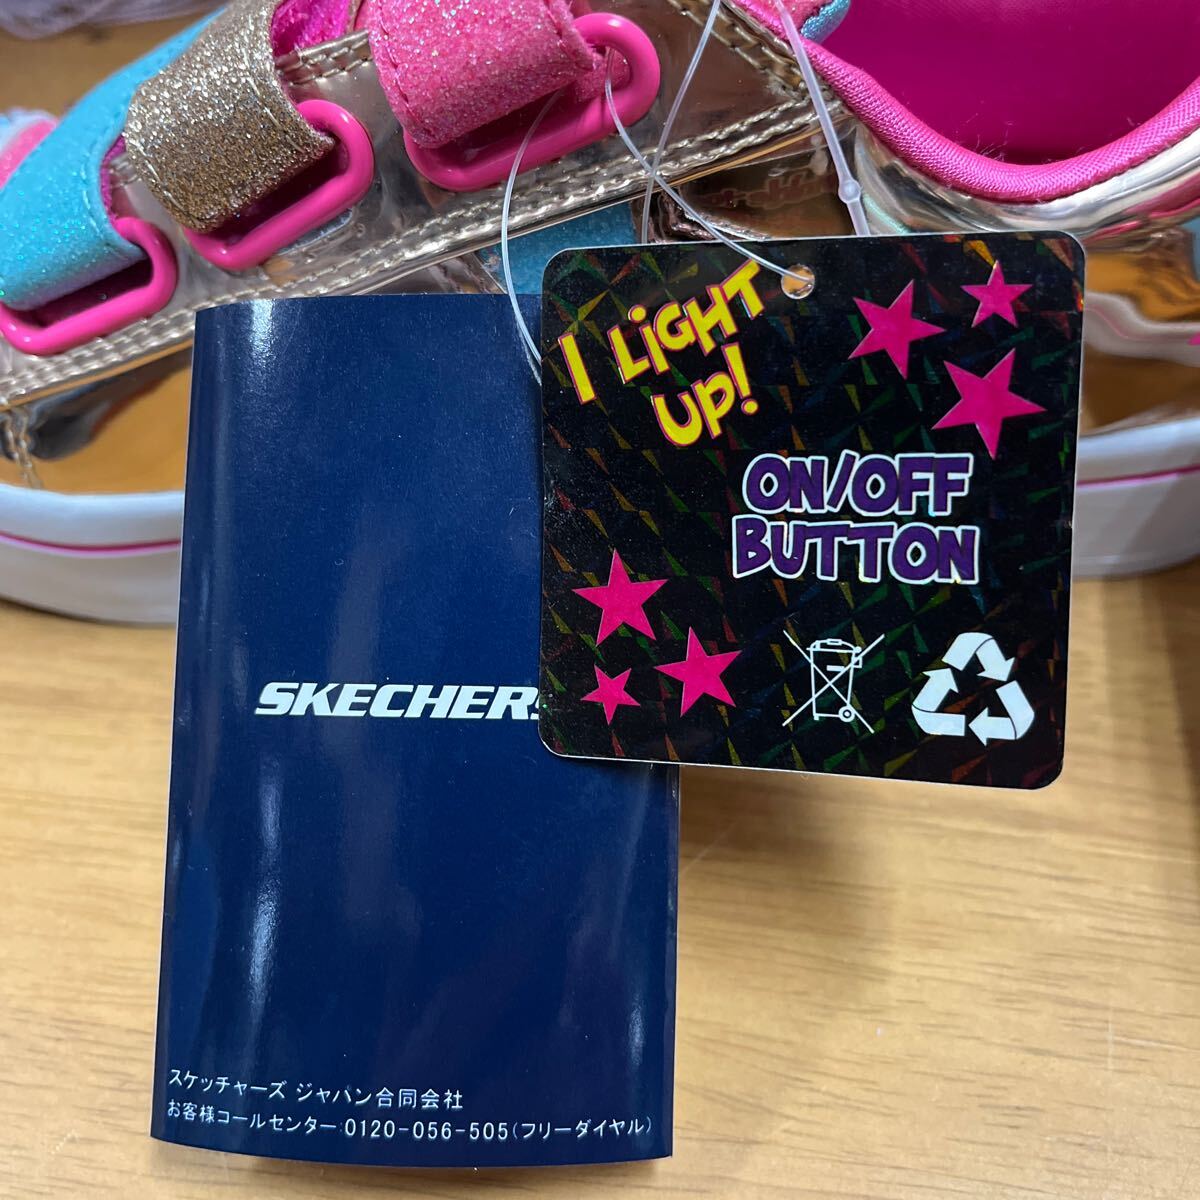 I LiGHT
UP!
ON/OFF
BUTTON
SKECHERS
スケッチャーズ ジャパン合同会社
お客様コールセンター:0120-056-505(フリーダイヤル)